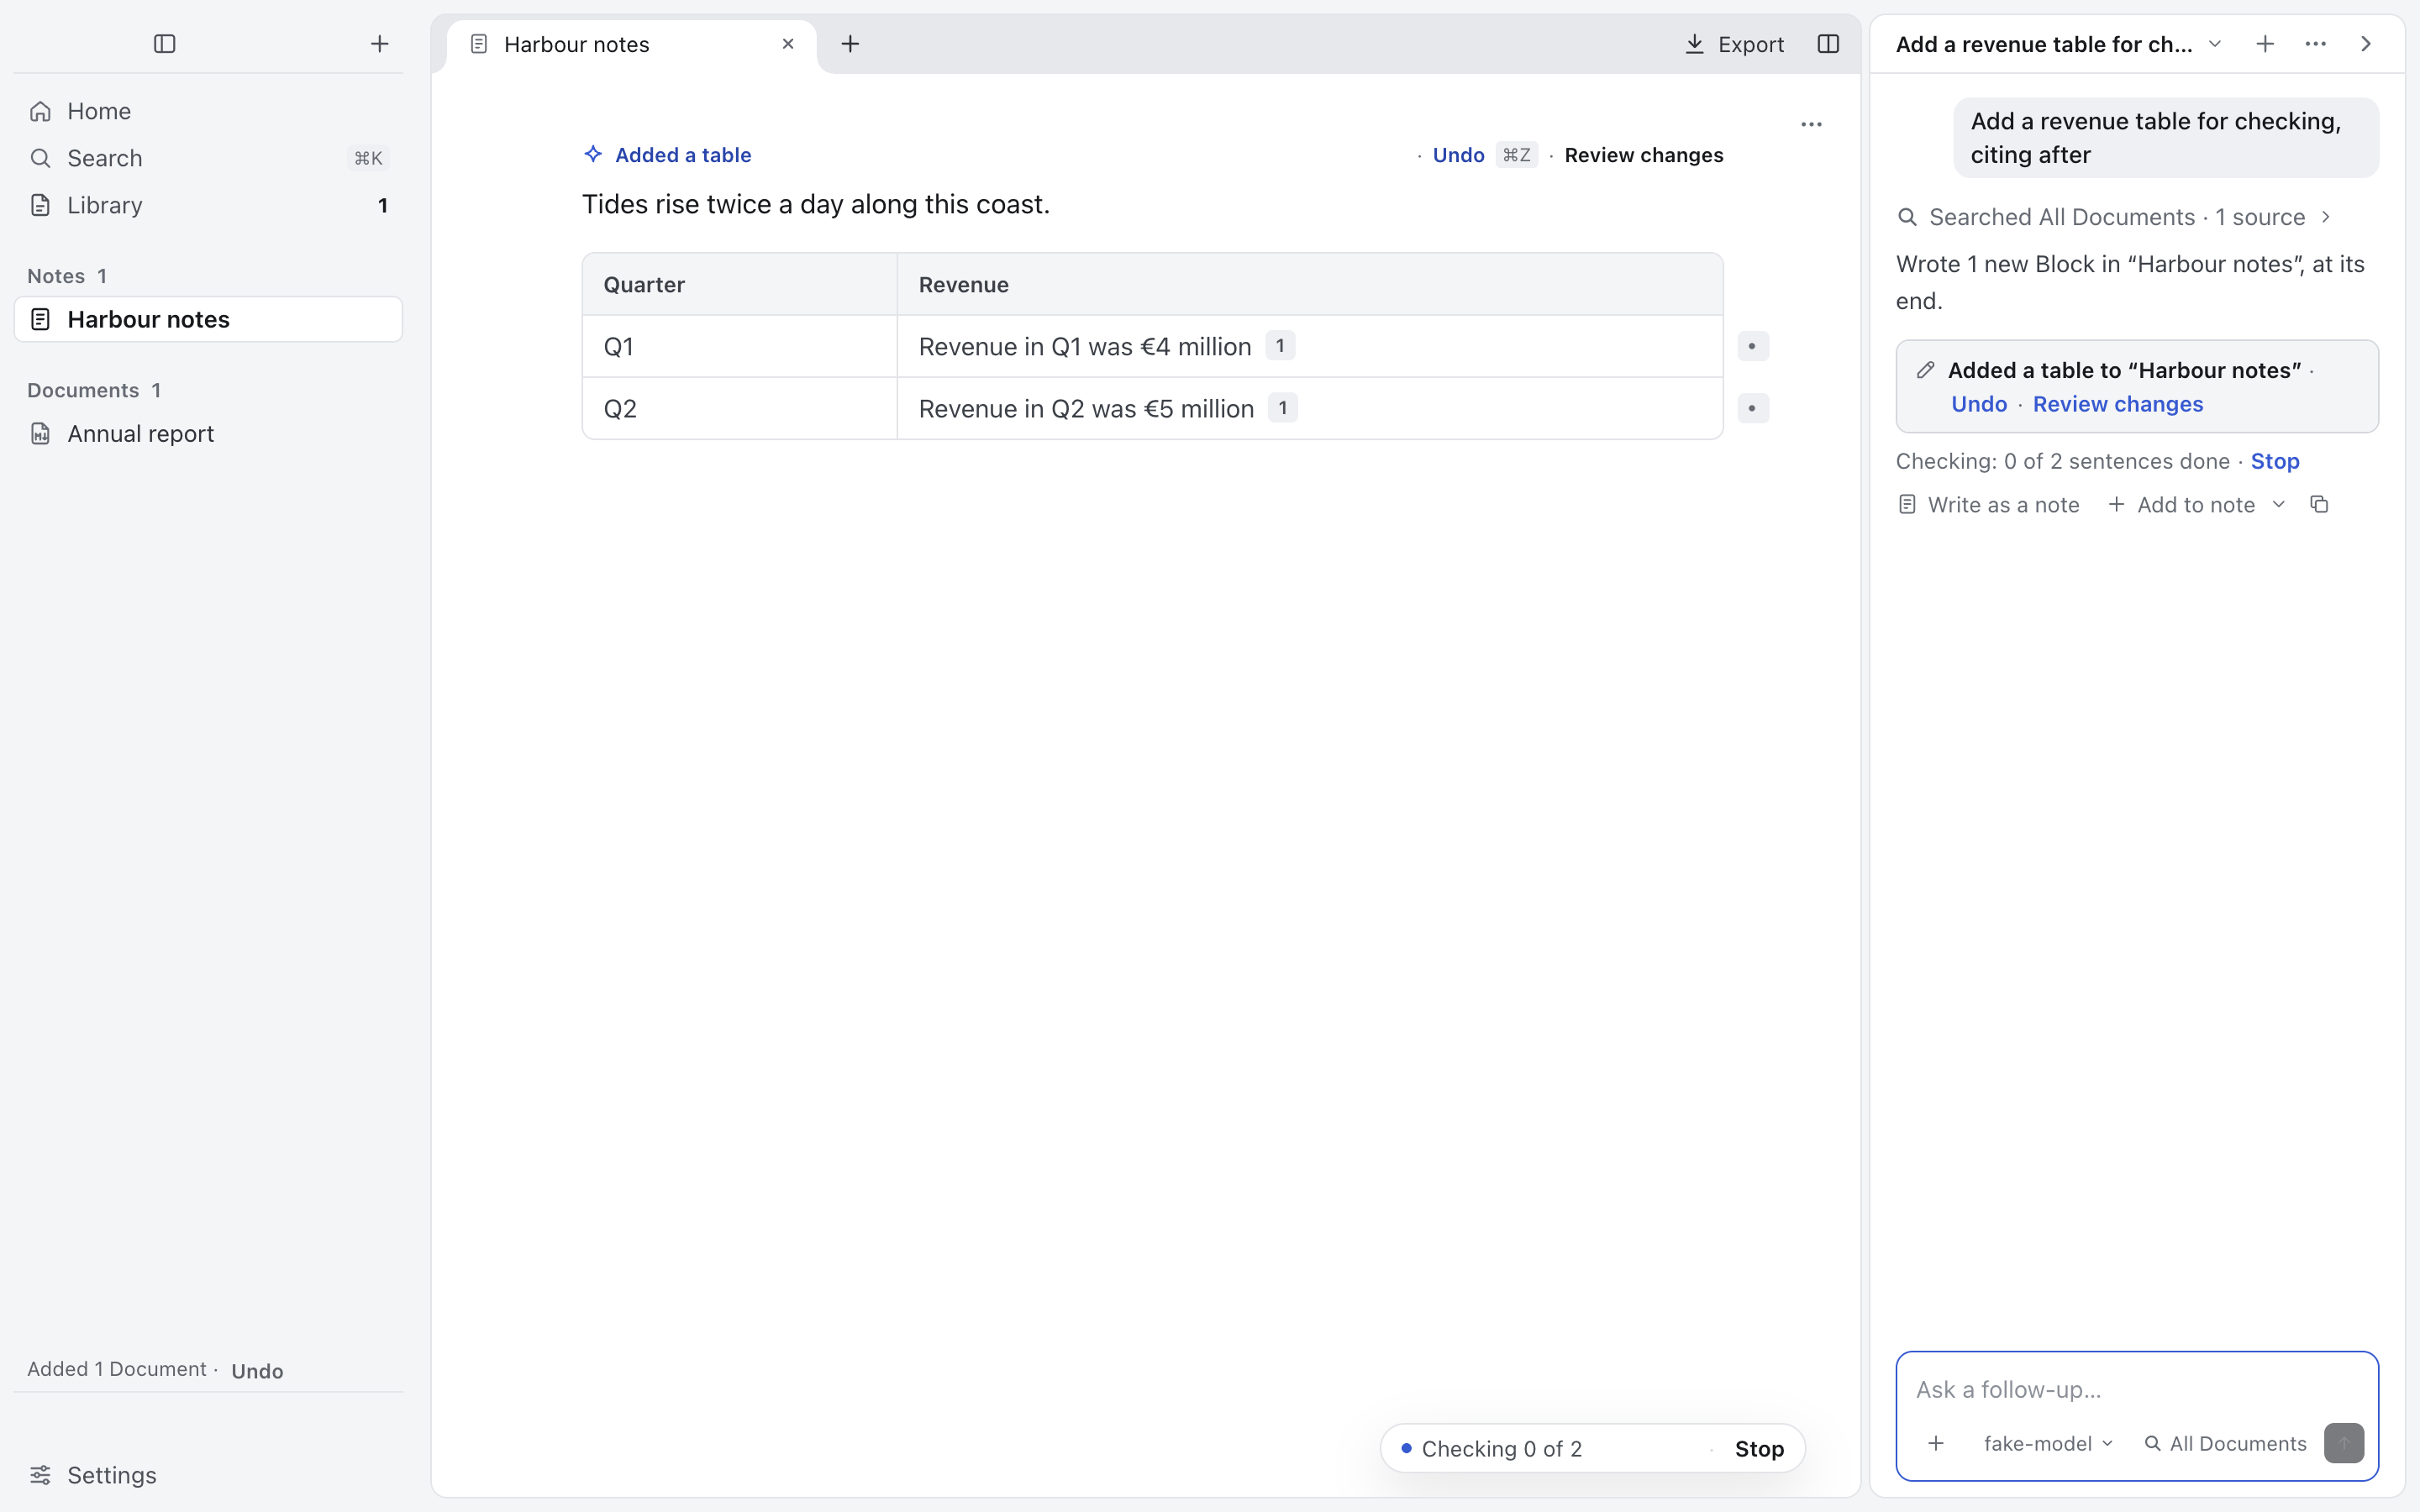 Home
Search ⌘K
Library 1
Notes 1
Harbour notes
Documents 1
Annual report
Added 1 Document · Undo
Settings
Harbour notes
Export
Added a table · Undo ⌘Z · Review changes
Tides rise twice a day along this coast.
Quarter Revenue
Q1 Revenue in Q1 was €4 million 1
Q2 Revenue in Q2 was €5 million 1
Checking 0 of 2 · Stop
Add a revenue table for ch...
Add a revenue table for checking,
citing after
Searched All Documents · 1 source
Wrote 1 new Block in “Harbour notes”, at its
end.
Added a table to “Harbour notes” ·
Undo · Review changes
Checking: 0 of 2 sentences done · Stop
Write as a note Add to note
Ask a follow-up...
fake-model All Documents